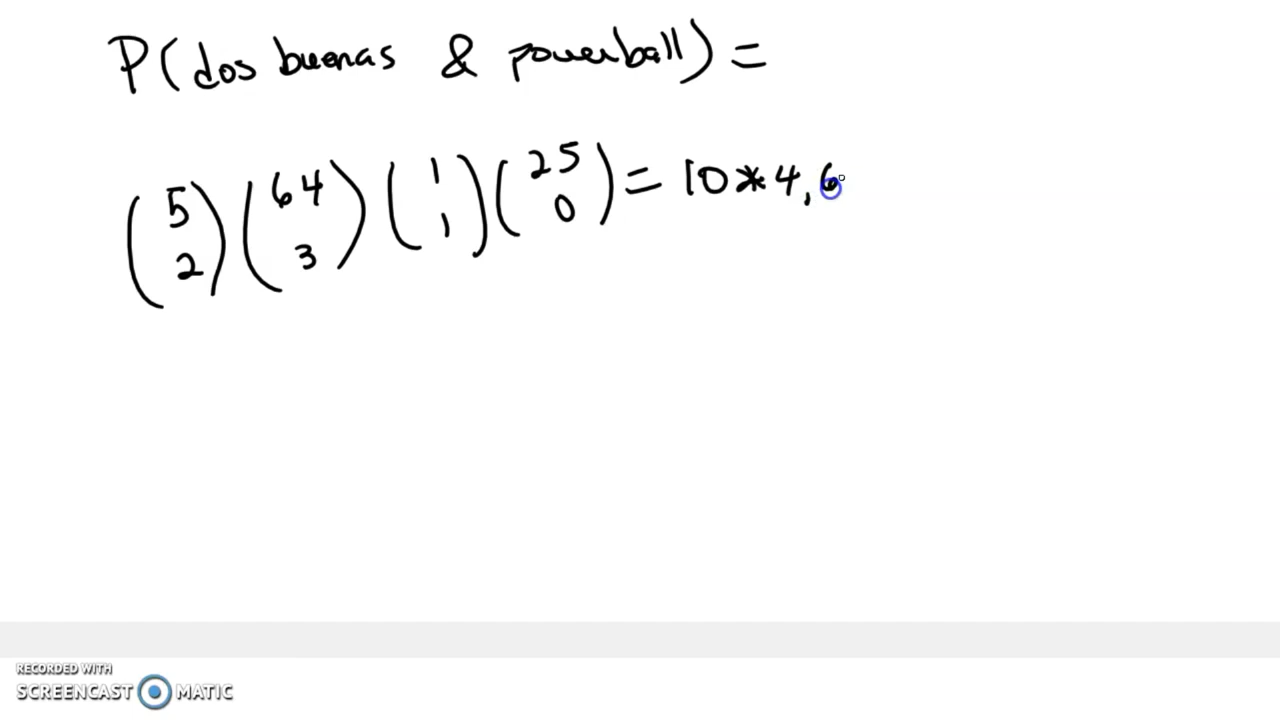 P(dos buenas & powerball) =
(5 2)(64 3)(1 1)(25 0) = 10*4,6
RECORDED WITH
SCREENCAST MATIC